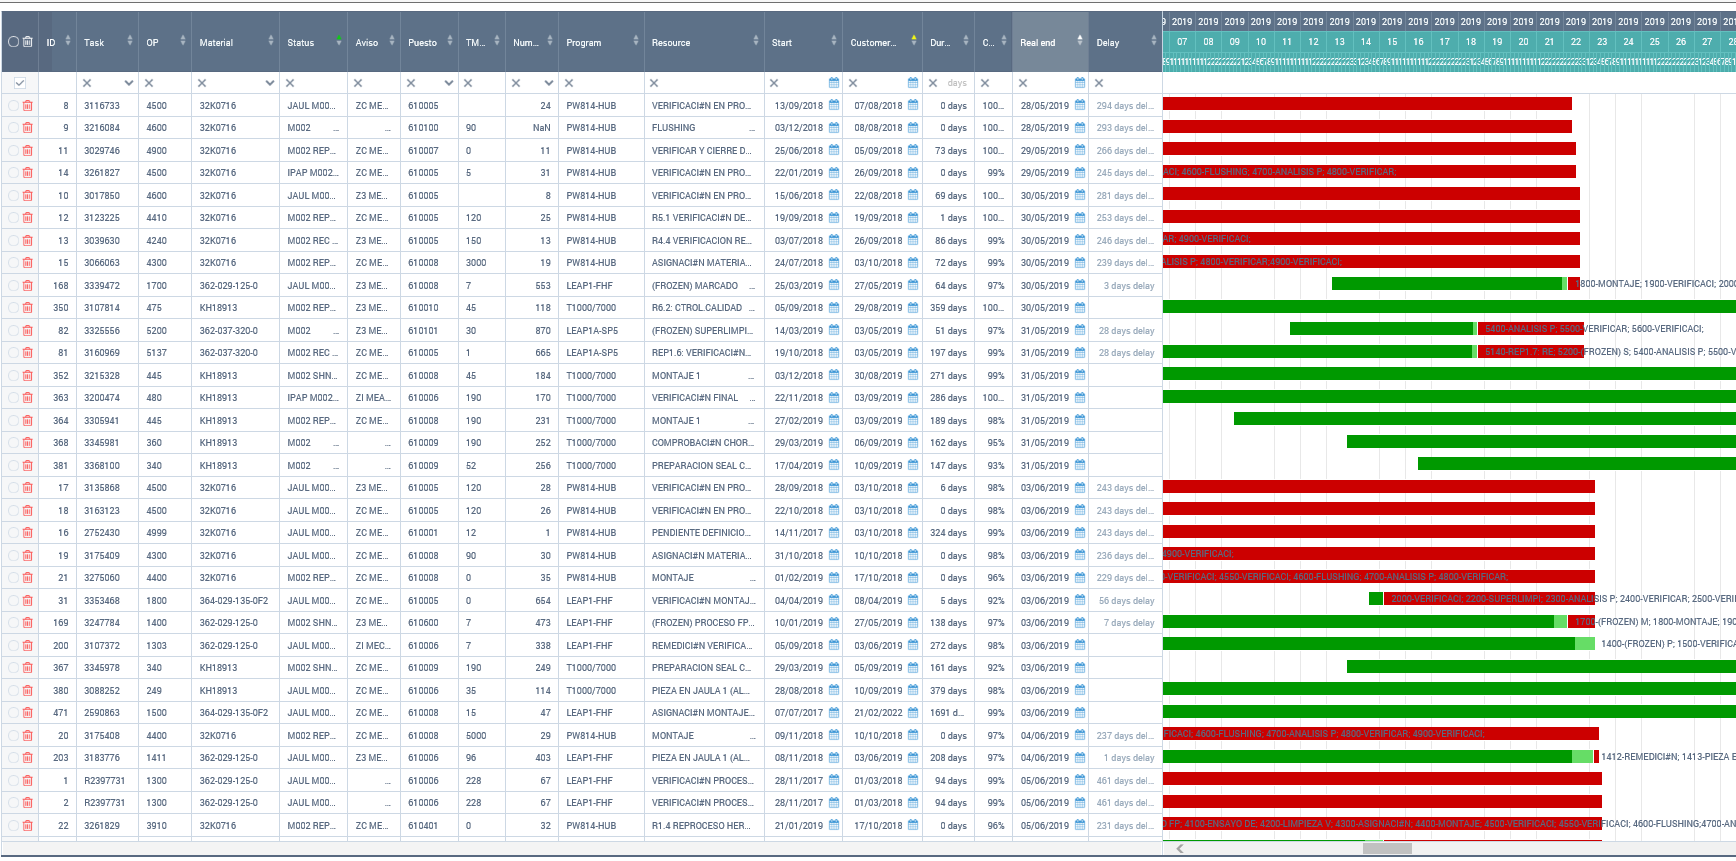 2019 2019 2019 2019 2019 2019 2019 2019 2019 2019 2019 2019 2019 2019 2019 2019 2019 2019 2019 2019 2019
ID Task OP Material Status Aviso Puesto TM... Num... Program Resource Start Customer... Dur... C... Real end Delay 07 08 09 10 11 12 13 14 15 16 17 18 19 20 21 22 23 24 25 26 27 28
days
8 3116733 4500 32K0716 JAUL M00... ZC ME... 610005 24 PW814-HUB VERIFICACI#N EN PRO... 13/09/2018 07/08/2018 0 days 100... 28/05/2019 294 days del...
9 3216084 4600 32K0716 M002 ... ... 610100 90 NaN PW814-HUB FLUSHING ... 03/12/2018 08/08/2018 0 days 100... 28/05/2019 293 days del...
11 3029746 4900 32K0716 M002 REP... ZC ME... 610007 0 11 PW814-HUB VERIFICAR Y CIERRE D... 25/06/2018 05/09/2018 73 days 100... 29/05/2019 266 days del...
14 3261827 4500 32K0716 IPAP M002... ZC ME... 610005 5 31 PW814-HUB VERIFICACI#N EN PRO... 22/01/2019 26/09/2018 0 days 99% 29/05/2019 245 days del... ACI; 4600-FLUSHING; 4700-ANALISIS P; 4800-VERIFICAR;
10 3017850 4600 32K0716 JAUL M00... Z3 ME... 610005 8 PW814-HUB VERIFICACI#N EN PRO... 15/06/2018 22/08/2018 69 days 100... 30/05/2019 281 days del...
12 3123225 4410 32K0716 M002 REP... ZC ME... 610005 120 25 PW814-HUB R5.1 VERIFICACI#N DE... 19/09/2018 19/09/2018 1 days 100... 30/05/2019 253 days del...
13 3039630 4240 32K0716 M002 REC ... Z3 ME... 610005 150 13 PW814-HUB R4.4 VERIFICACION RE... 03/07/2018 26/09/2018 86 days 99% 30/05/2019 246 days del... AR; 4900-VERIFICACI;
15 3066063 4300 32K0716 M002 REP... ZC ME... 610008 3000 19 PW814-HUB ASIGNACI#N MATERIA... 24/07/2018 03/10/2018 72 days 99% 30/05/2019 239 days del... ALISIS P; 4800-VERIFICAR;4900-VERIFICACI;
168 3339472 1700 362-029-125-0 JAUL M00... Z3 ME... 610008 7 553 LEAP1-FHF (FROZEN) MARCADO ... 25/03/2019 27/05/2019 64 days 97% 30/05/2019 3 days delay 1800-MONTAJE; 1900-VERIFICACI; 2000
350 3107814 475 KH18913 M002 REP... Z3 ME... 610010 45 118 T1000/7000 R6.2: CTROL.CALIDAD ... 05/09/2018 29/08/2019 359 days 100... 30/05/2019
82 3325556 5200 362-037-320-0 M002 ... Z3 ME... 610101 30 870 LEAP1A-SP5 (FROZEN) SUPERLIMPI... 14/03/2019 03/05/2019 51 days 97% 31/05/2019 28 days delay 5400-ANALISIS P; 5500-VERIFICAR; 5600-VERIFICACI;
81 3160969 5137 362-037-320-0 M002 REC ... ZC ME... 610005 1 665 LEAP1A-SP5 REP1.6: VERIFICACI#N... 19/10/2018 03/05/2019 197 days 99% 31/05/2019 28 days delay 5140-REP1.7: RE; 5200-(FROZEN) S; 5400-ANALISIS P; 5500-V
352 3215328 445 KH18913 M002 SHN... ZC ME... 610008 45 184 T1000/7000 MONTAJE 1 ... 03/12/2018 30/08/2019 271 days 99% 31/05/2019
363 3200474 480 KH18913 IPAP M002... ZI MEA... 610006 190 170 T1000/7000 VERIFICACI#N FINAL ... 22/11/2018 03/09/2019 286 days 100... 31/05/2019
364 3305941 445 KH18913 M002 REP... ZC ME... 610008 190 231 T1000/7000 MONTAJE 1 ... 27/02/2019 03/09/2019 189 days 98% 31/05/2019
368 3345981 360 KH18913 M002 ... ... 610009 190 252 T1000/7000 COMPROBACI#N CHOR... 29/03/2019 06/09/2019 162 days 95% 31/05/2019
381 3368100 340 KH18913 M002 ... ... 610009 52 256 T1000/7000 PREPARACION SEAL C... 17/04/2019 10/09/2019 147 days 93% 31/05/2019
17 3135868 4500 32K0716 JAUL M00... Z3 ME... 610005 120 28 PW814-HUB VERIFICACI#N EN PRO... 28/09/2018 03/10/2018 6 days 98% 03/06/2019 243 days del...
18 3163123 4500 32K0716 JAUL M00... ZC ME... 610005 120 26 PW814-HUB VERIFICACI#N EN PRO... 22/10/2018 03/10/2018 0 days 98% 03/06/2019 243 days del...
16 2752430 4999 32K0716 JAUL M00... ZC ME... 610001 12 1 PW814-HUB PENDIENTE DEFINICIO... 14/11/2017 03/10/2018 324 days 99% 03/06/2019 243 days del...
19 3175409 4300 32K0716 JAUL M00... ZC ME... 610008 90 30 PW814-HUB ASIGNACI#N MATERIA... 31/10/2018 10/10/2018 0 days 98% 03/06/2019 236 days del... 4900-VERIFICACI;
21 3275060 4400 32K0716 M002 REP... ZC ME... 610008 0 35 PW814-HUB MONTAJE ... 01/02/2019 17/10/2018 0 days 96% 03/06/2019 229 days del... -VERIFICACI; 4550-VERIFICACI; 4600-FLUSHING; 4700-ANALISIS P; 4800-VERIFICAR;
31 3353468 1800 364-029-135-0F2 JAUL M00... ZC ME... 610005 0 654 LEAP1-FHF VERIFICACI#N MONTAJ... 04/04/2019 08/04/2019 5 days 92% 03/06/2019 56 days delay 2000-VERIFICACI; 2200-SUPERLIMPI; 2300-ANALISIS P; 2400-VERIFICAR; 2500-VERI
169 3247784 1400 362-029-125-0 M002 SHN... Z3 ME... 610600 7 473 LEAP1-FHF (FROZEN) PROCESO FP... 10/01/2019 27/05/2019 138 days 97% 03/06/2019 7 days delay 1700-(FROZEN) M; 1800-MONTAJE; 190
200 3107372 1303 362-029-125-0 JAUL M00... ZI MEC... 610006 7 338 LEAP1-FHF REMEDICI#N VERIFICA... 05/09/2018 03/06/2019 272 days 98% 03/06/2019 1400-(FROZEN) P; 1500-VERIFICA
367 3345978 340 KH18913 M002 SHN... ZC ME... 610009 190 249 T1000/7000 PREPARACION SEAL C... 29/03/2019 05/09/2019 161 days 92% 03/06/2019
380 3088252 249 KH18913 JAUL M00... ZC ME... 610006 35 114 T1000/7000 PIEZA EN JAULA 1 (AL... 28/08/2018 10/09/2019 379 days 98% 03/06/2019
471 2590863 1500 364-029-135-0F2 JAUL M00... ZC ME... 610008 15 47 LEAP1-FHF ASIGNACI#N MONTAJE... 07/07/2017 21/02/2022 1691 d... 99% 03/06/2019
20 3175408 4400 32K0716 M002 REP... ZC ME... 610008 5000 29 PW814-HUB MONTAJE ... 09/11/2018 10/10/2018 0 days 97% 04/06/2019 237 days del... FICACI; 4600-FLUSHING; 4700-ANALISIS P; 4800-VERIFICAR; 4900-VERIFICACI;
203 3183776 1411 362-029-125-0 JAUL M00... Z3 ME... 610006 96 403 LEAP1-FHF PIEZA EN JAULA 1 (AL... 08/11/2018 03/06/2019 208 days 97% 04/06/2019 1 days delay 1412-REMEDICI#N; 1413-PIEZA E
1 R2397731 1300 362-029-125-0 JAUL M00... ZC ME... 610006 228 67 LEAP1-FHF VERIFICACI#N PROCES... 28/11/2017 01/03/2018 94 days 99% 05/06/2019 461 days del...
2 R2397731 1300 362-029-125-0 JAUL M00... ... 610006 228 67 LEAP1-FHF VERIFICACI#N PROCES... 28/11/2017 01/03/2018 94 days 99% 05/06/2019 461 days del...
22 3261829 3910 32K0716 M002 REP... ZC ME... 610401 0 32 PW814-HUB R1.4 REPROCESO HER... 21/01/2019 17/10/2018 0 days 96% 05/06/2019 231 days del... FP; 4100-ENSAYO DE; 4200-LIMPIEZA V; 4300-ASIGNACI#N; 4400-MONTAJE; 4500-VERIFICACI; 4550-VERIFICACI; 4600-FLUSHING;4700-AN